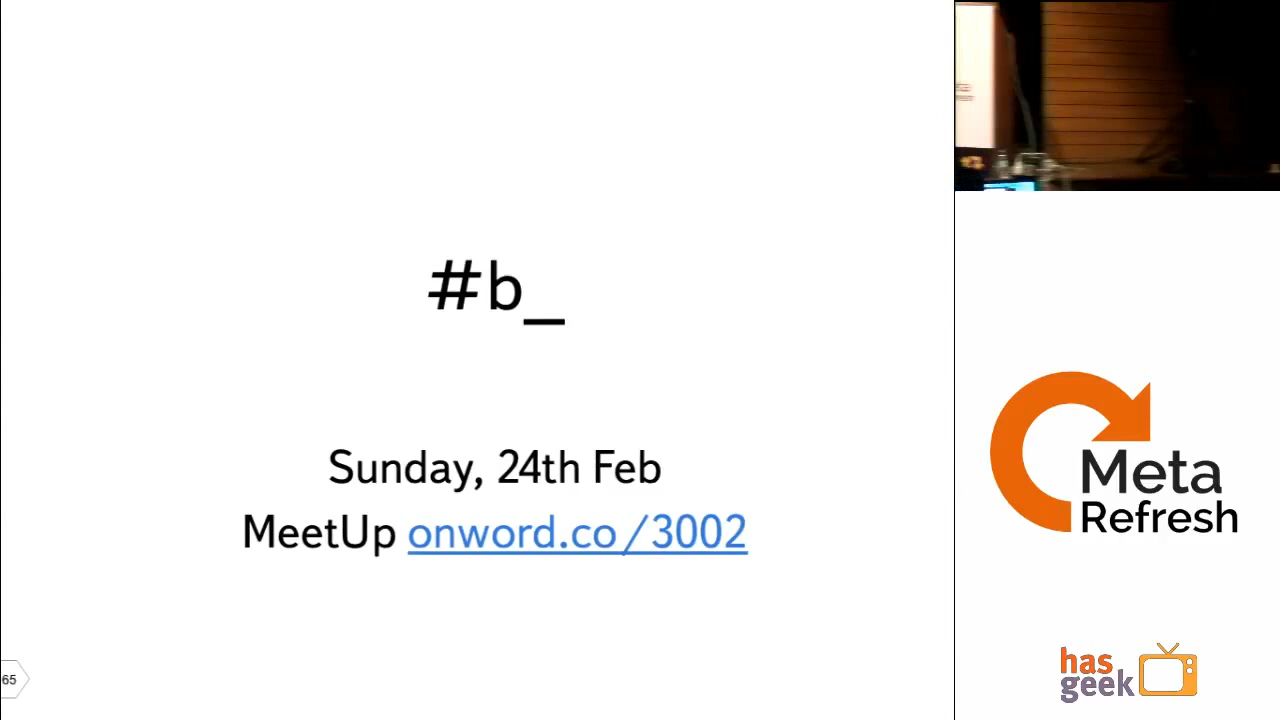 #b_
Sunday, 24th Feb
MeetUp onword.co/3002
65
Meta
Refresh
has
geek